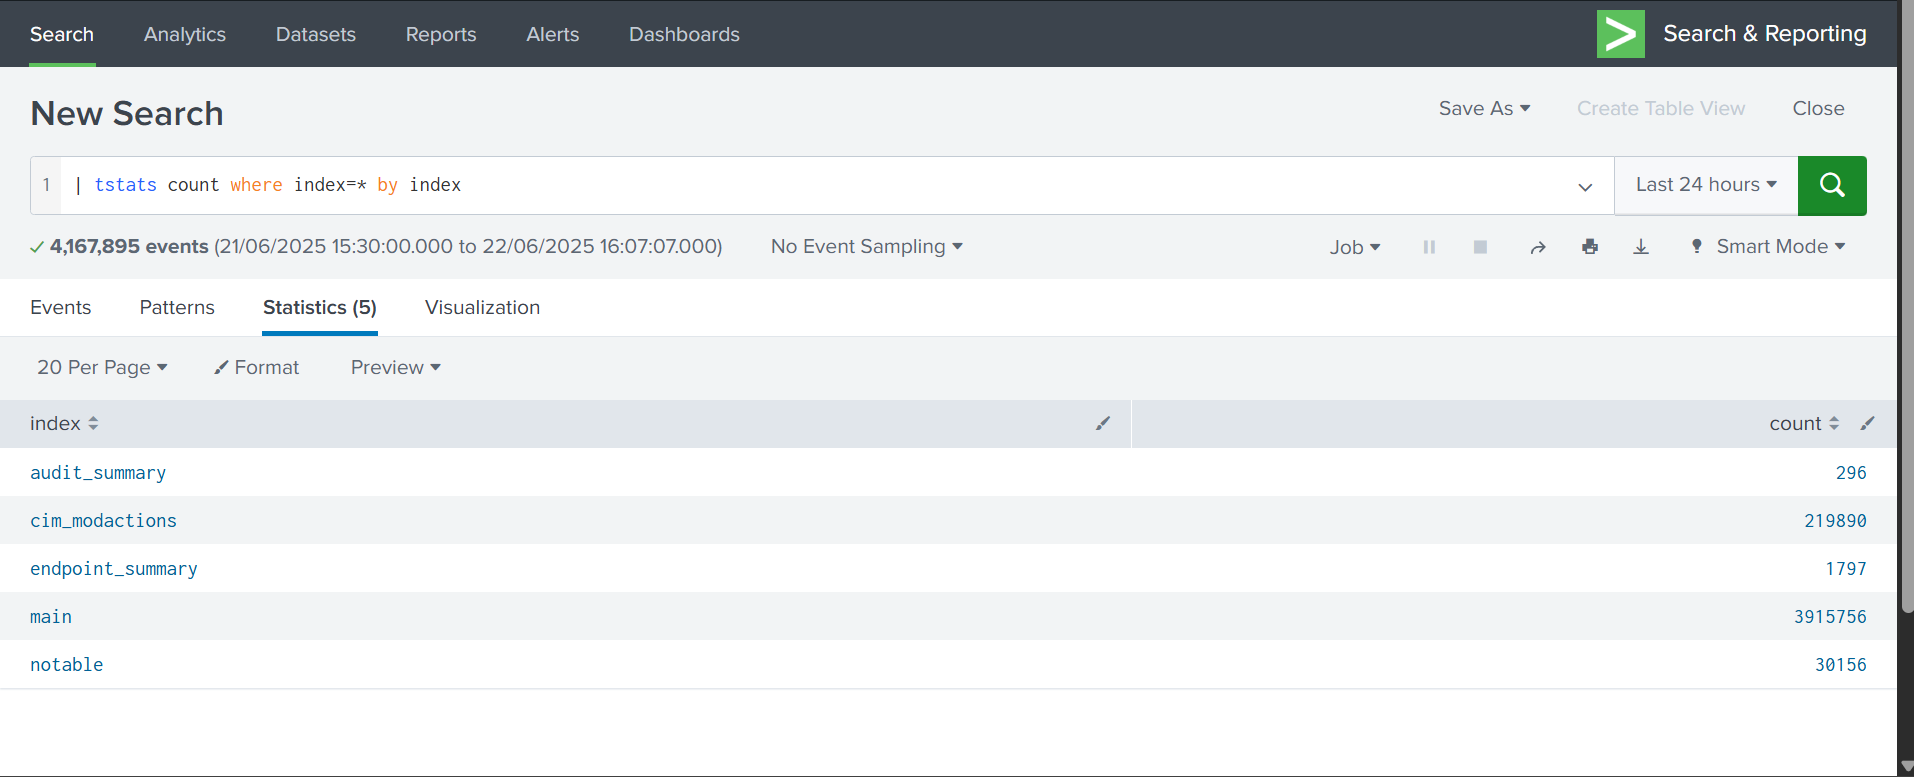 Search Analytics Datasets Reports Alerts Dashboards Search & Reporting
New Search Save As Create Table View Close
1 | tstats count where index=* by index Last 24 hours
4,167,895 events (21/06/2025 15:30:00.000 to 22/06/2025 16:07:07.000) No Event Sampling Job Smart Mode
Events Patterns Statistics (5) Visualization
20 Per Page Format Preview
index count
audit_summary 296
cim_modactions 219890
endpoint_summary 1797
main 3915756
notable 30156